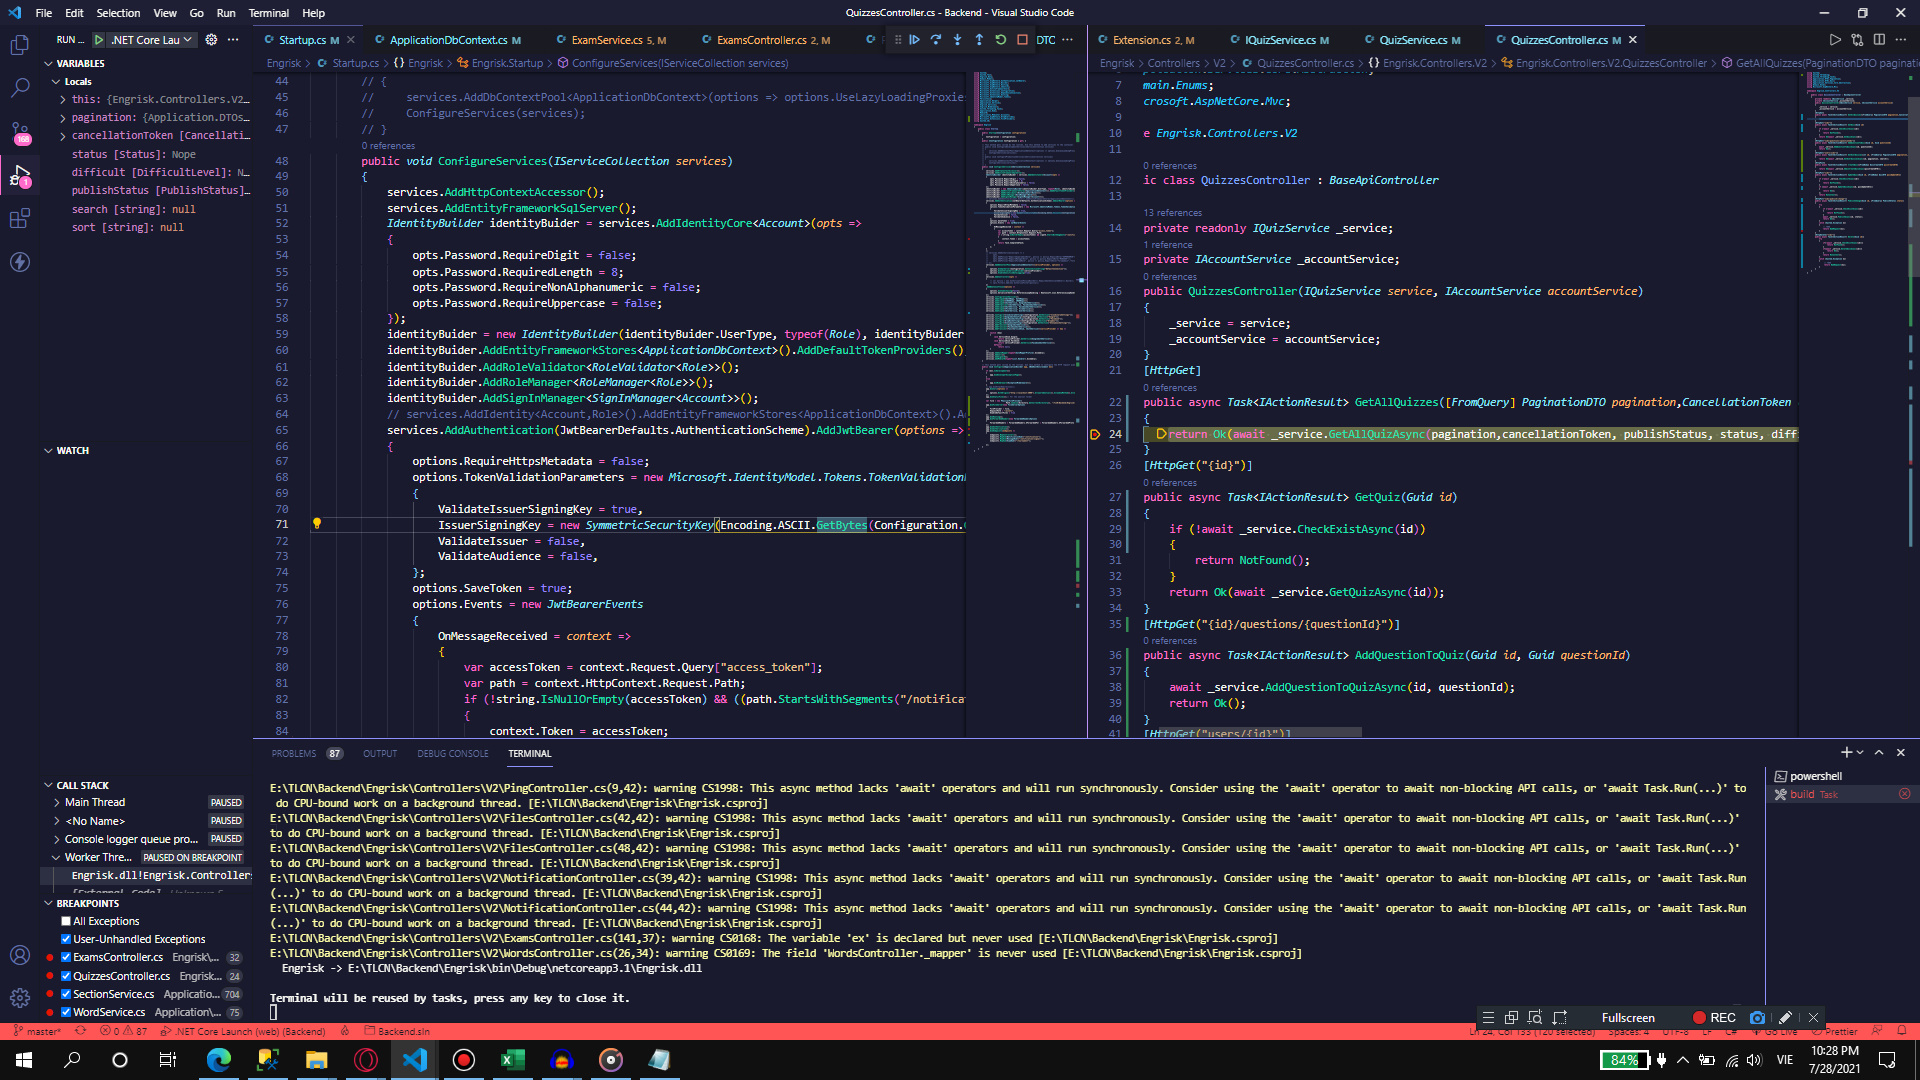 File Edit Selection View Go Run Terminal Help
QuizzesController.cs - Backend - Visual Studio Code
RUN ... .NET Core Lau
Startup.cs M
ApplicationDbContext.cs M
ExamService.cs 5, M
ExamsController.cs 2, M
DTC
Extension.cs 2, M
IQuizService.cs M
QuizService.cs M
QuizzesController.cs M
VARIABLES
Locals
this: {Engrisk.Controllers.V2...
pagination: {Application.DTOs...
cancellationToken [Cancellati...
status [Status]: Nope
difficult [DifficultLevel]: N...
publishStatus [PublishStatus]...
search [string]: null
sort [string]: null
WATCH
CALL STACK
Main Thread PAUSED
<No Name> PAUSED
Console logger queue pro... PAUSED
Worker Thre... PAUSED ON BREAKPOINT
Engrisk.dll!Engrisk.Controllers
BREAKPOINTS
All Exceptions
User-Unhandled Exceptions
ExamsController.cs Engrisk\... 32
QuizzesController.cs Engrisk... 24
SectionService.cs Applicatio... 704
WordService.cs Application\... 75
Engrisk > Startup.cs > {} Engrisk > Engrisk.Startup > ConfigureServices(IServiceCollection services)
44 // {
45 //     services.AddDbContextPool<ApplicationDbContext>(options => options.UseLazyLoadingProxie
46 //     ConfigureServices(services);
47 // }
0 references
48 public void ConfigureServices(IServiceCollection services)
49 {
50 services.AddHttpContextAccessor();
51 services.AddEntityFrameworkSqlServer();
52 IdentityBuilder identityBuider = services.AddIdentityCore<Account>(opts =>
53 {
54 opts.Password.RequireDigit = false;
55 opts.Password.RequiredLength = 8;
56 opts.Password.RequireNonAlphanumeric = false;
57 opts.Password.RequireUppercase = false;
58 });
59 identityBuider = new IdentityBuilder(identityBuider.UserType, typeof(Role), identityBuider
60 identityBuider.AddEntityFrameworkStores<ApplicationDbContext>().AddDefaultTokenProviders()
61 identityBuider.AddRoleValidator<RoleValidator<Role>>();
62 identityBuider.AddRoleManager<RoleManager<Role>>();
63 identityBuider.AddSignInManager<SignInManager<Account>>();
64 // services.AddIdentity<Account,Role>().AddEntityFrameworkStores<ApplicationDbContext>().A
65 services.AddAuthentication(JwtBearerDefaults.AuthenticationScheme).AddJwtBearer(options =>
66 {
67 options.RequireHttpsMetadata = false;
68 options.TokenValidationParameters = new Microsoft.IdentityModel.Tokens.TokenValidation
69 {
70 ValidateIssuerSigningKey = true,
71 IssuerSigningKey = new SymmetricSecurityKey(Encoding.ASCII.GetBytes(Configuration.
72 ValidateIssuer = false,
73 ValidateAudience = false,
74 };
75 options.SaveToken = true;
76 options.Events = new JwtBearerEvents
77 {
78 OnMessageReceived = context =>
79 {
80 var accessToken = context.Request.Query["access_token"];
81 var path = context.HttpContext.Request.Path;
82 if (!string.IsNullOrEmpty(accessToken) && ((path.StartsWithSegments("/notifica
83 {
84 context.Token = accessToken;
Engrisk > Controllers > V2 > QuizzesController.cs > {} Engrisk.Controllers.V2 > Engrisk.Controllers.V2.QuizzesController > GetAllQuizzes(PaginationDTO paginatio
7 main.Enums;
8 crosoft.AspNetCore.Mvc;
9
10 e Engrisk.Controllers.V2
11
0 references
12 ic class QuizzesController : BaseApiController
13
13 references
14 private readonly IQuizService _service;
1 reference
15 private IAccountService _accountService;
0 references
16 public QuizzesController(IQuizService service, IAccountService accountService)
17 {
18 _service = service;
19 _accountService = accountService;
20 }
21 [HttpGet]
0 references
22 public async Task<IActionResult> GetAllQuizzes([FromQuery] PaginationDTO pagination,CancellationToken
23 {
24 return Ok(await _service.GetAllQuizAsync(pagination,cancellationToken, publishStatus, status, diff
25 }
26 [HttpGet("{id}")]
0 references
27 public async Task<IActionResult> GetQuiz(Guid id)
28 {
29 if (!await _service.CheckExistAsync(id))
30 {
31 return NotFound();
32 }
33 return Ok(await _service.GetQuizAsync(id));
34 }
35 [HttpGet("{id}/questions/{questionId}")]
0 references
36 public async Task<IActionResult> AddQuestionToQuiz(Guid id, Guid questionId)
37 {
38 await _service.AddQuestionToQuizAsync(id, questionId);
39 return Ok();
40 }
41 [HttpGet("users/{id}")]
PROBLEMS 87 OUTPUT DEBUG CONSOLE TERMINAL
E:\TLCN\Backend\Engrisk\Controllers\V2\PingController.cs(9,42): warning CS1998: This async method lacks 'await' operators and will run synchronously. Consider using the 'await' operator to await non-blocking API calls, or 'await Task.Run(...)' to
do CPU-bound work on a background thread. [E:\TLCN\Backend\Engrisk\Engrisk.csproj]
E:\TLCN\Backend\Engrisk\Controllers\V2\FilesController.cs(42,42): warning CS1998: This async method lacks 'await' operators and will run synchronously. Consider using the 'await' operator to await non-blocking API calls, or 'await Task.Run(...)'
to do CPU-bound work on a background thread. [E:\TLCN\Backend\Engrisk\Engrisk.csproj]
E:\TLCN\Backend\Engrisk\Controllers\V2\FilesController.cs(48,42): warning CS1998: This async method lacks 'await' operators and will run synchronously. Consider using the 'await' operator to await non-blocking API calls, or 'await Task.Run(...)'
to do CPU-bound work on a background thread. [E:\TLCN\Backend\Engrisk\Engrisk.csproj]
E:\TLCN\Backend\Engrisk\Controllers\V2\NotificationController.cs(39,42): warning CS1998: This async method lacks 'await' operators and will run synchronously. Consider using the 'await' operator to await non-blocking API calls, or 'await Task.Run
(...)' to do CPU-bound work on a background thread. [E:\TLCN\Backend\Engrisk\Engrisk.csproj]
E:\TLCN\Backend\Engrisk\Controllers\V2\NotificationController.cs(44,42): warning CS1998: This async method lacks 'await' operators and will run synchronously. Consider using the 'await' operator to await non-blocking API calls, or 'await Task.Run
(...)' to do CPU-bound work on a background thread. [E:\TLCN\Backend\Engrisk\Engrisk.csproj]
E:\TLCN\Backend\Engrisk\Controllers\V2\ExamsController.cs(141,37): warning CS0168: The variable 'ex' is declared but never used [E:\TLCN\Backend\Engrisk\Engrisk.csproj]
E:\TLCN\Backend\Engrisk\Controllers\V2\WordsController.cs(26,34): warning CS0169: The field 'WordsController._mapper' is never used [E:\TLCN\Backend\Engrisk\Engrisk.csproj]
Engrisk -> E:\TLCN\Backend\Engrisk\bin\Debug\netcoreapp3.1\Engrisk.dll
Terminal will be reused by tasks, press any key to close it.
powershell
build Task
168
1
Fullscreen REC
master* 0 87 .NET Core Launch (web) (Backend) Backend.sln
Ln 24, Col 133 (120 selected) Spaces: 4 UTF-8 LF C# Go Live Prettier
84% VIE
10:28 PM
7/28/2021